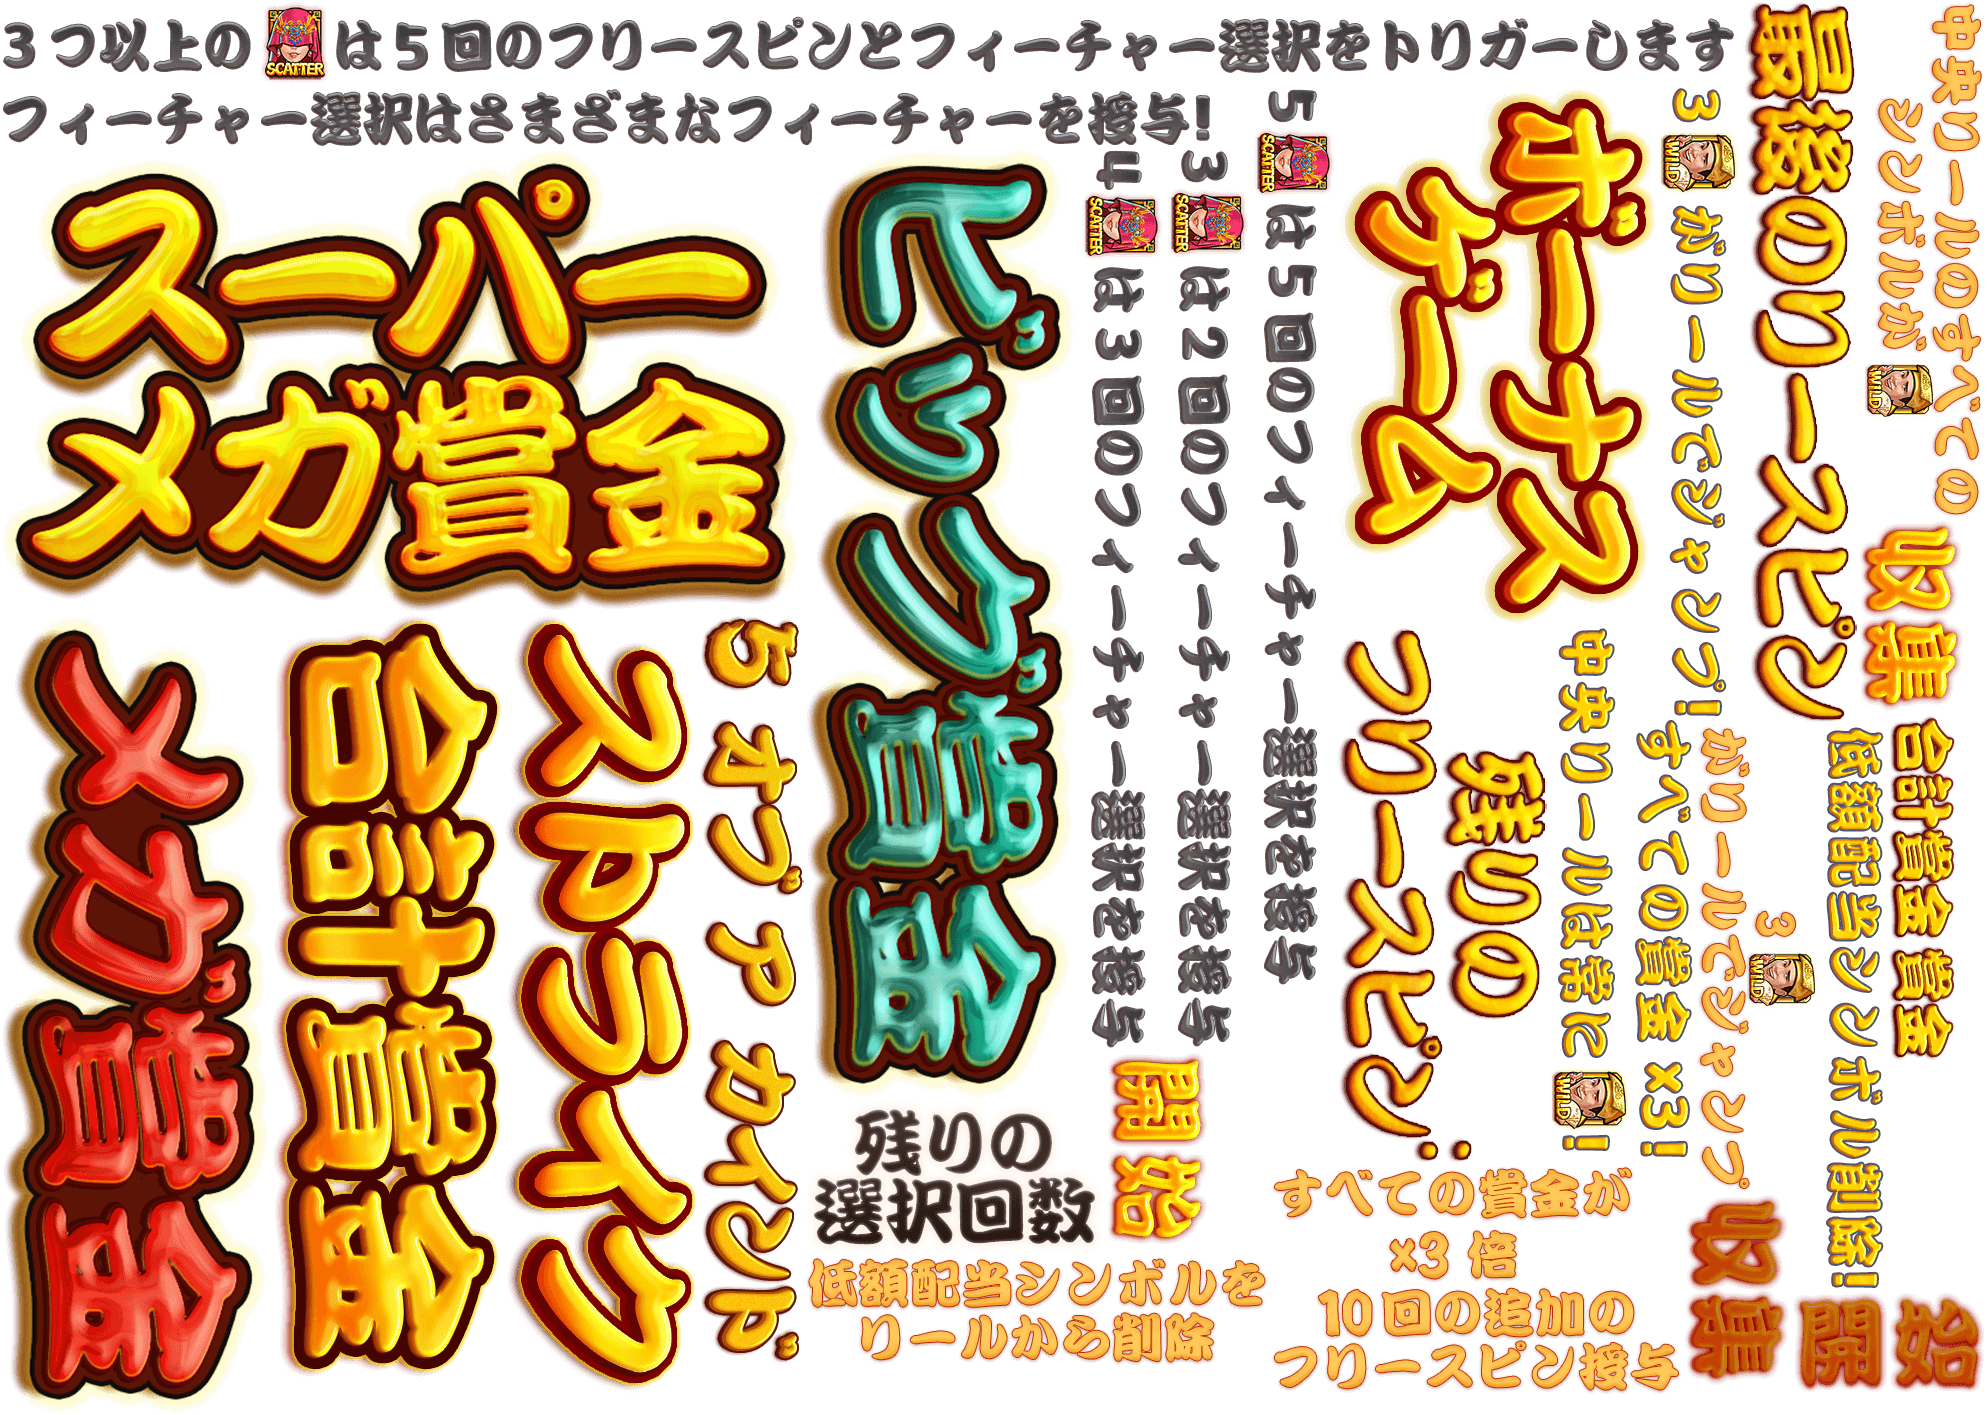 3つ以上の SCATTER は5回のフリースピンとフィーチャー選択をトリガーします
フィーチャー選択はさまざまなフィーチャーを授与!
スーパー
メガ賞金
メガ賞金
合計賞金
ストライク
5 オブ ア カインド
ビッグ賞金
4 SCATTER は3回のフィーチャー選択を授与
3 SCATTER は2回のフィーチャー選択を授与
5 SCATTER は5回のフィーチャー選択を授与
ボーナス
ゲーム
3 WILD がリールでジャンプ!
すべての賞金 ×3!
中央リールは常に WILD !
最後のフリースピン
中央リールのすべての
シンボルが WILD
収集
残りの
フリースピン:
合計賞金 賞金
低額配当シンボル削除!
3 WILD
がリールでジャンプ
開始
残りの
選択回数
低額配当シンボルを
リールから削除
すべての賞金が
×3 倍
10回の追加の
フリースピン授与
収集
開始